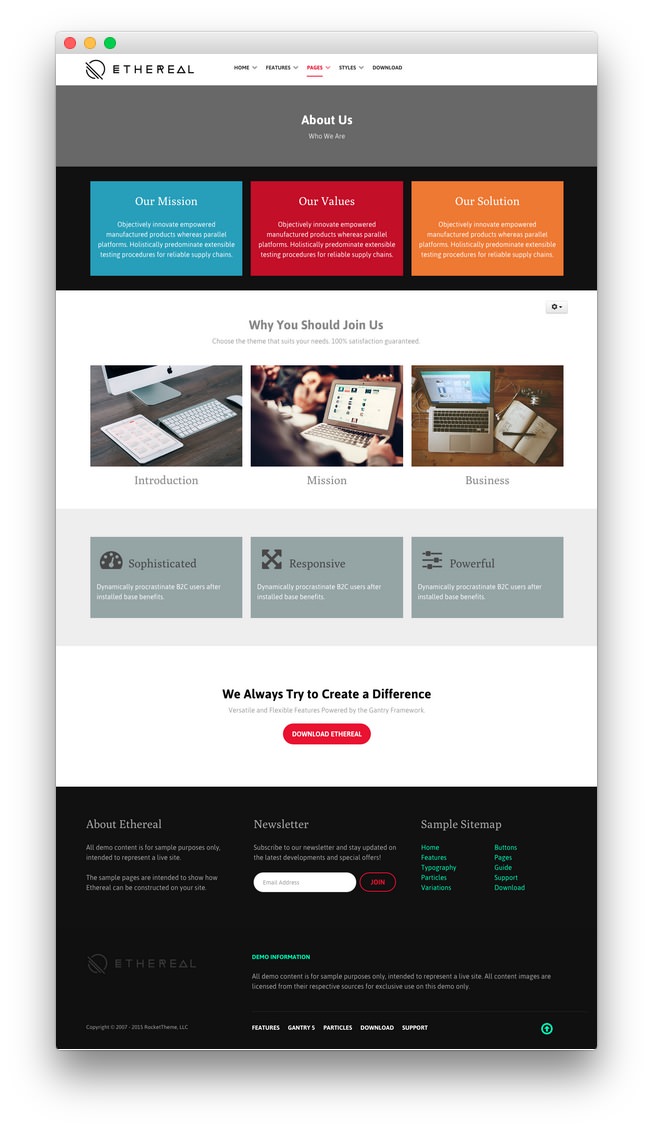 ETHEREAL
HOME FEATURES PAGES STYLES DOWNLOAD
About Us
Who We Are
Our Mission
Objectively innovate empowered
manufactured products whereas parallel
platforms. Holistically predominate extensible
testing procedures for reliable supply chains.
Our Values
Objectively innovate empowered
manufactured products whereas parallel
platforms. Holistically predominate extensible
testing procedures for reliable supply chains.
Our Solution
Objectively innovate empowered
manufactured products whereas parallel
platforms. Holistically predominate extensible
testing procedures for reliable supply chains.
Why You Should Join Us
Choose the theme that suits your needs. 100% satisfaction guaranteed.
Introduction
Mission
Business
Sophisticated
Dynamically procrastinate B2C users after
installed base benefits.
Responsive
Dynamically procrastinate B2C users after
installed base benefits.
Powerful
Dynamically procrastinate B2C users after
installed base benefits.
We Always Try to Create a Difference
Versatile and Flexible Features Powered by the Gantry Framework.
DOWNLOAD ETHEREAL
About Ethereal
All demo content is for sample purposes only,
intended to represent a live site.
The sample pages are intended to show how
Ethereal can be constructed on your site.
Newsletter
Subscribe to our newsletter and stay updated on
the latest developments and special offers!
Email Address
JOIN
Sample Sitemap
Home
Features
Typography
Particles
Variations
Buttons
Pages
Guide
Support
Download
ETHEREAL
DEMO INFORMATION
All demo content is for sample purposes only, intended to represent a live site. All content images are
licensed from their respective sources for exclusive use on this demo only.
Copyright © 2007 - 2015 RocketTheme, LLC
FEATURES GANTRY 5 PARTICLES DOWNLOAD SUPPORT